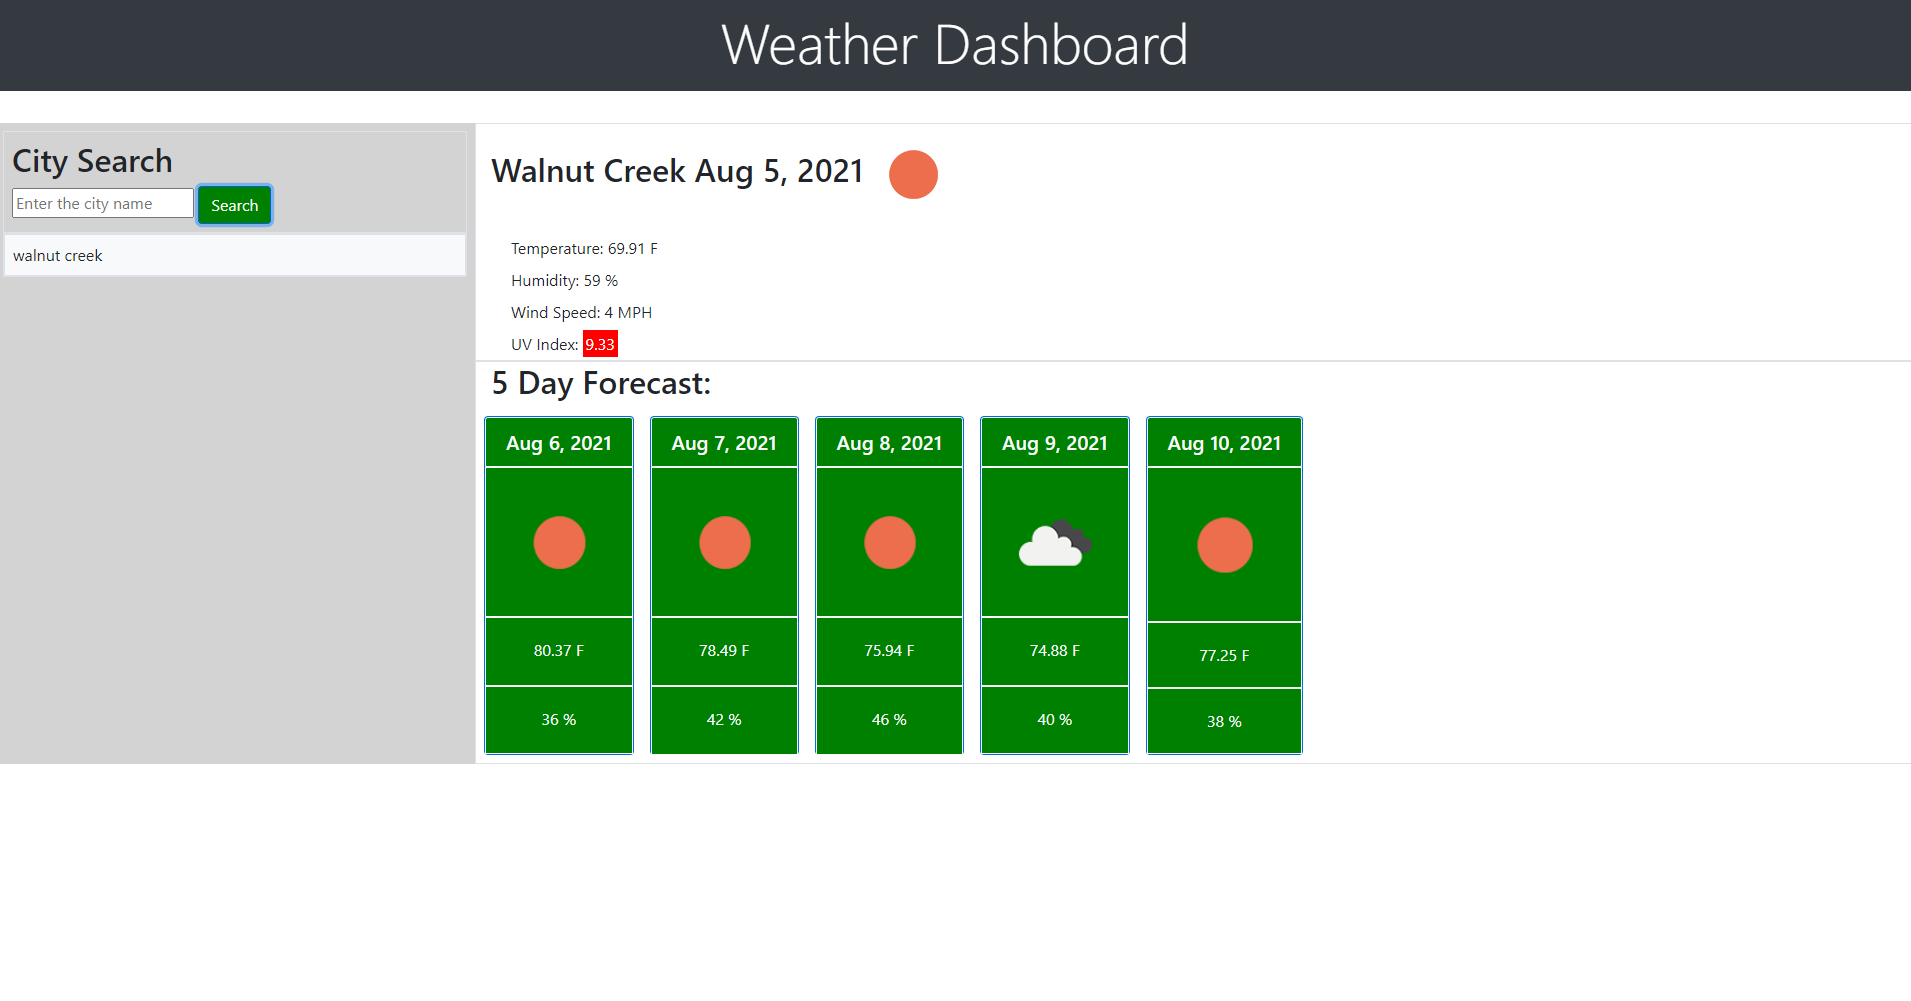 Weather Dashboard
City Search
Enter the city name Search
walnut creek
Walnut Creek Aug 5, 2021
Temperature: 69.91 F
Humidity: 59 %
Wind Speed: 4 MPH
UV Index: 9.33
5 Day Forecast:
Aug 6, 2021 Aug 7, 2021 Aug 8, 2021 Aug 9, 2021 Aug 10, 2021
80.37 F 78.49 F 75.94 F 74.88 F 77.25 F
36 % 42 % 46 % 40 % 38 %